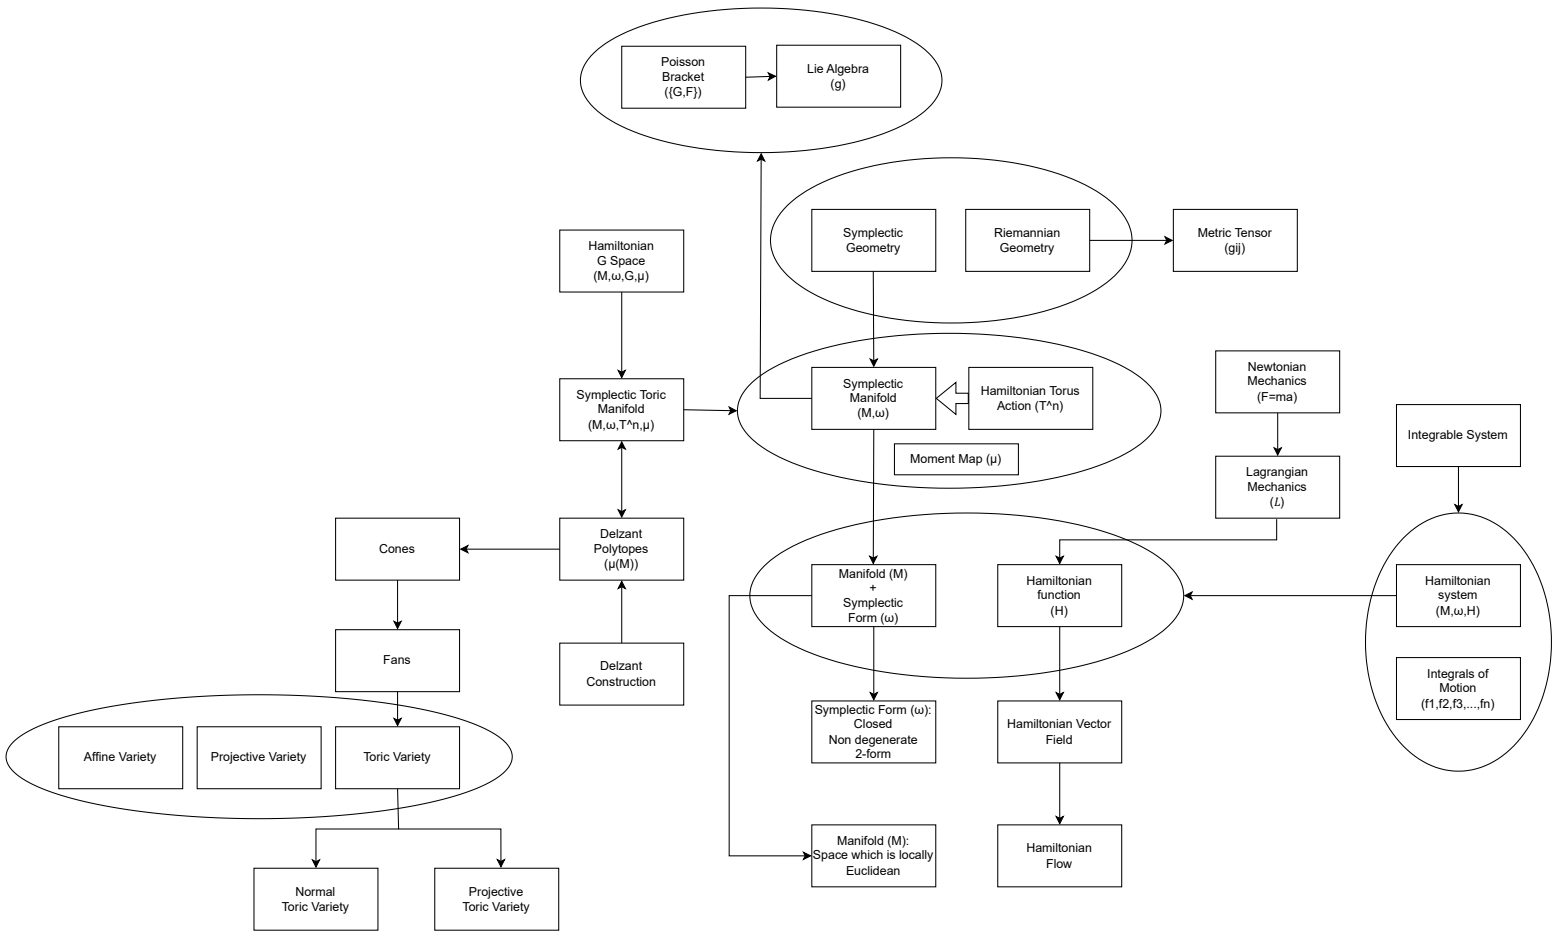 Poisson
Bracket
({G,F})
Lie Algebra
(g)
Symplectic
Geometry
Riemannian
Geometry
Metric Tensor
(gij)
Hamiltonian
G Space
(M,ω,G,μ)
Symplectic Toric
Manifold
(M,ω,T^n,μ)
Symplectic
Manifold
(M,ω)
Hamiltonian Torus
Action (T^n)
Moment Map (μ)
Newtonian
Mechanics
(F=ma)
Lagrangian
Mechanics
(L)
Integrable System
Cones
Delzant
Polytopes
(μ(M))
Manifold (M)
+
Symplectic
Form (ω)
Hamiltonian
function
(H)
Hamiltonian
system
(M,ω,H)
Fans
Delzant
Construction
Integrals of
Motion
(f1,f2,f3,...,fn)
Affine Variety
Projective Variety
Toric Variety
Symplectic Form (ω):
Closed
Non degenerate
2-form
Hamiltonian Vector
Field
Manifold (M):
Space which is locally
Euclidean
Hamiltonian
Flow
Normal
Toric Variety
Projective
Toric Variety